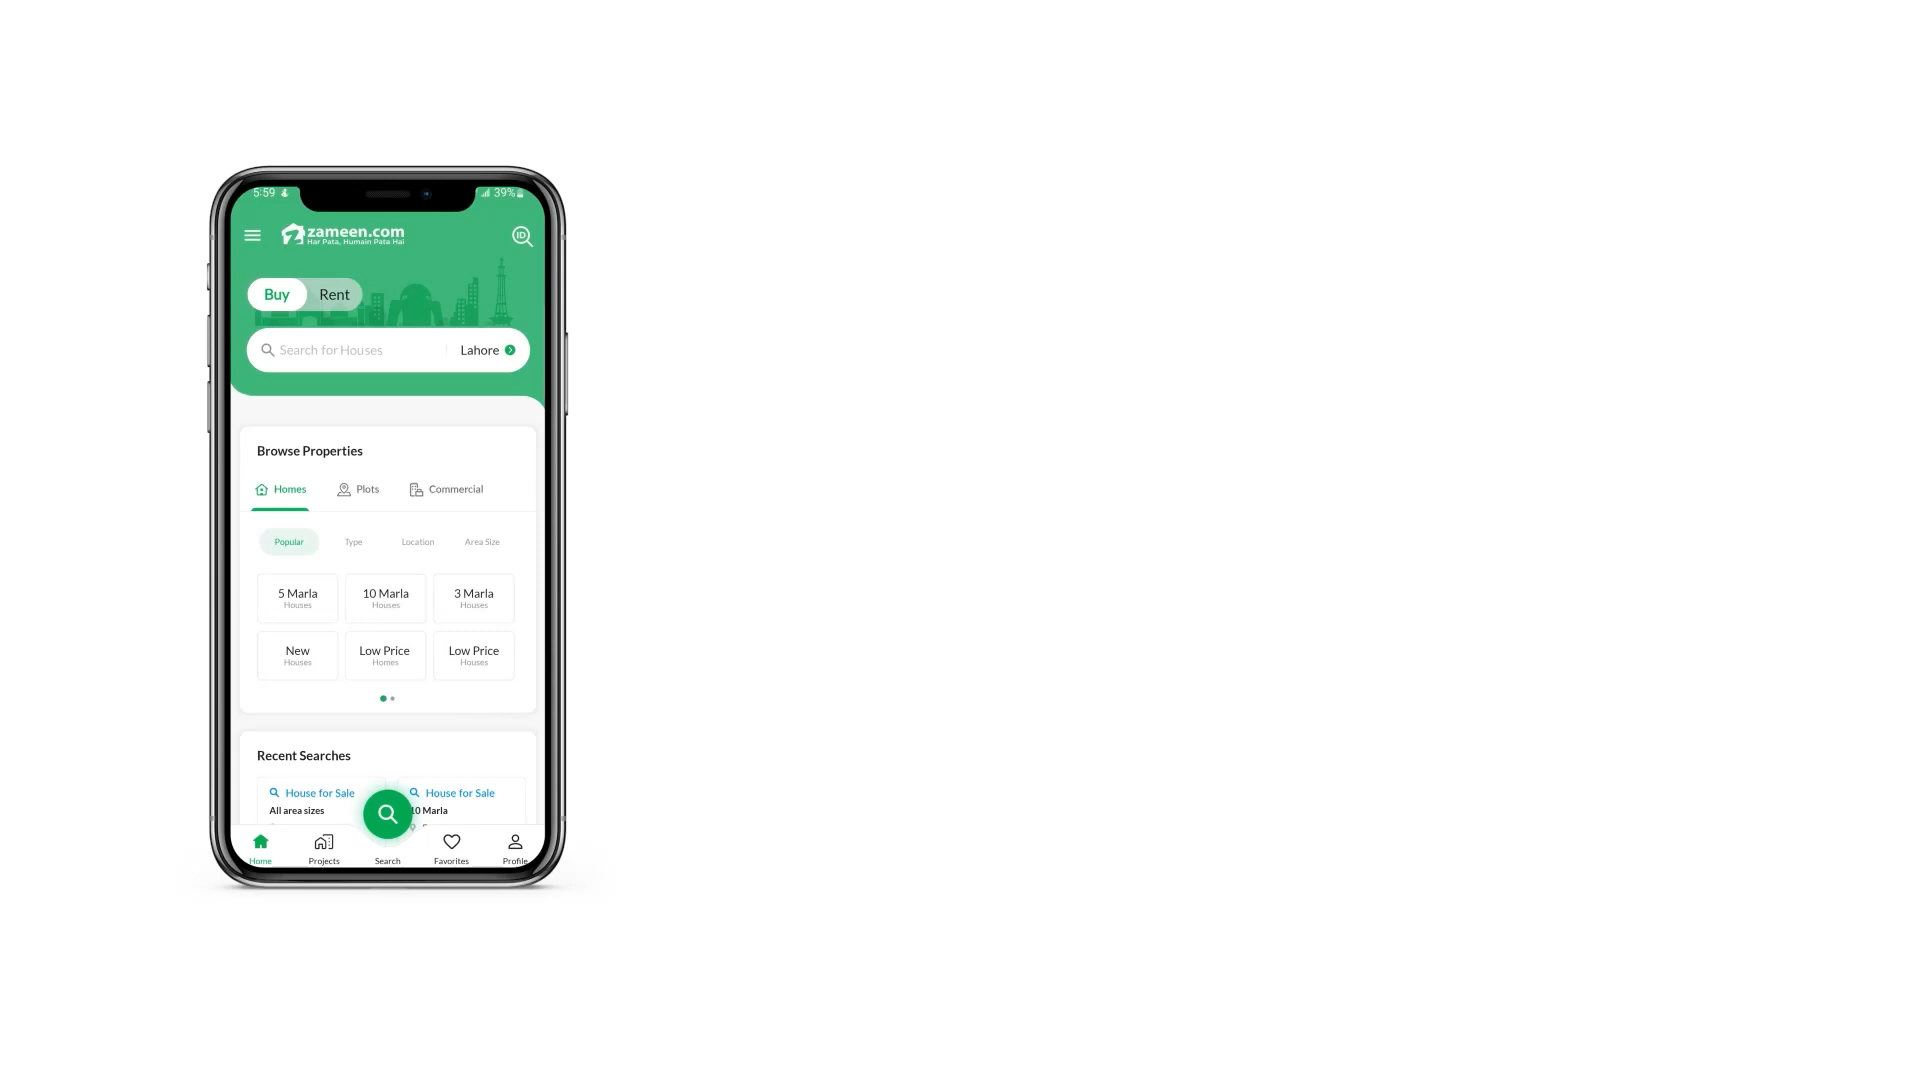 5:59
39%
zameen.com
Har Pata, Humain Pata Hai
ID
Buy Rent
Search for Houses Lahore
Browse Properties
Homes Plots Commercial
Popular Type Location Area Size
5 Marla 10 Marla 3 Marla
Houses Houses Houses
New Low Price Low Price
Houses Homes Houses
Recent Searches
House for Sale House for Sale
All area sizes 10 Marla
Home Projects Search Favorites Profile